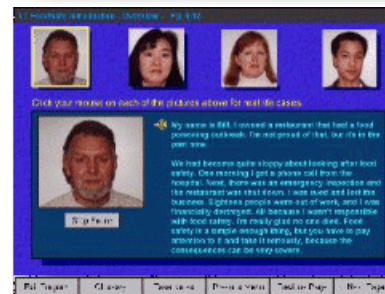 Click your mouse on each of the pictures above for real life cases.
My name is Bill. I owned a restaurant that had a food
poisoning outbreak. I'm not proud of that, but it's in the
past now.
We had become quite sloppy about looking after food
safety. One morning I got a phone call from the
hospital. Next, there was an emergency inspection and
the restaurant was shut down. I was sued and lost the
business. Eighteen people were out of work, and I was
financially destroyed. All because I wasn't responsible
with food safety. I'm really glad no one died. Food
safety is a simple enough thing, but you have to pay
attention to it and take it seriously, because the
consequences can be very severe.